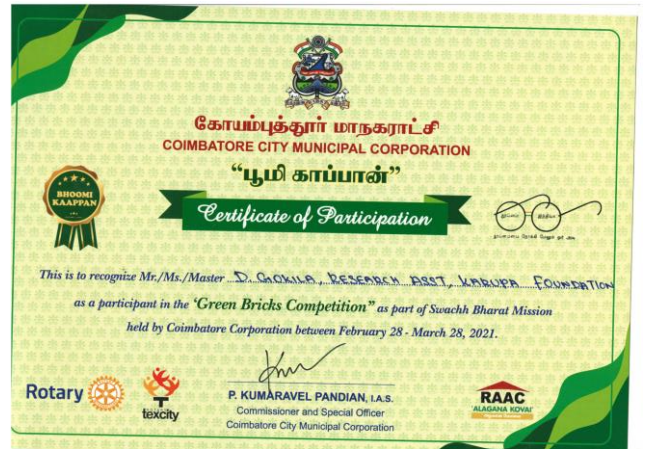 கோயம்புத்தூர் மாநகராட்சி
COIMBATORE CITY MUNICIPAL CORPORATION
“பூமி காப்பான்”
BHOOMI
KAAPPAN
Certificate of Participation
This is to recognize Mr./Ms./Master D. GOKILA, RESEARCH ASST, KARUPA FOUNDATION
as a participant in the ‘Green Bricks Competition” as part of Swachh Bharat Mission
held by Coimbatore Corporation between February 28 - March 28, 2021.
Rotary
texcity
P. KUMARAVEL PANDIAN, I.A.S.
Commissioner and Special Officer
Coimbatore City Municipal Corporation
RAAC
'ALAGANA KOVAI'